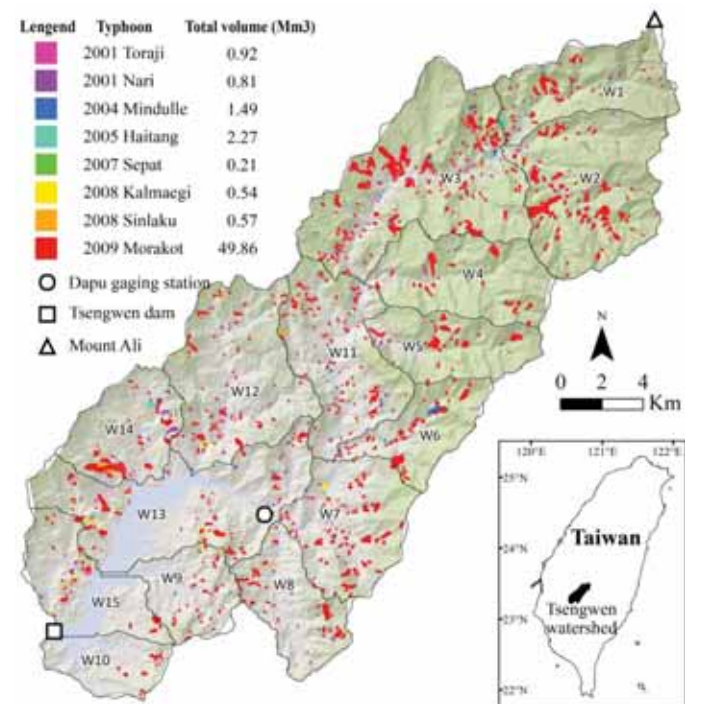 Lengend Typhoon Total volume (Mm3)
2001 Toraji 0.92
2001 Nari 0.81
2004 Mindulle 1.49
2005 Haitang 2.27
2007 Sepat 0.21
2008 Kalmaegi 0.54
2008 Sinlaku 0.57
2009 Morakot 49.86
Dapu gaging station
Tsengwen dam
Mount Ali
W1
W2
W3
W4
W11
W5
W12
W14
W6
W13
W7
W9
W8
W15
W10
N
0 2 4
Km
120°E 121°E 122°E
25°N
Taiwan
24°N
23°N
Tsengwen
watershed
22°N